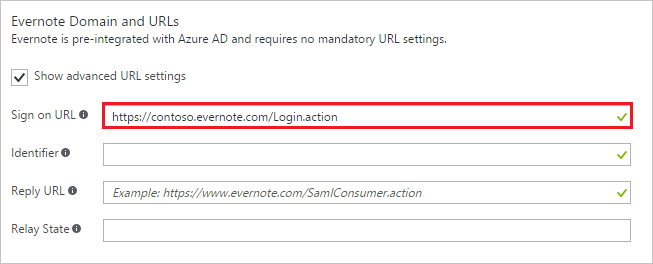 Evernote Domain and URLs
Evernote is pre-integrated with Azure AD and requires no mandatory URL settings.
Show advanced URL settings
Sign on URL https://contoso.evernote.com/Login.action
Identifier
Reply URL Example: https://www.evernote.com/SamlConsumer.action
Relay State